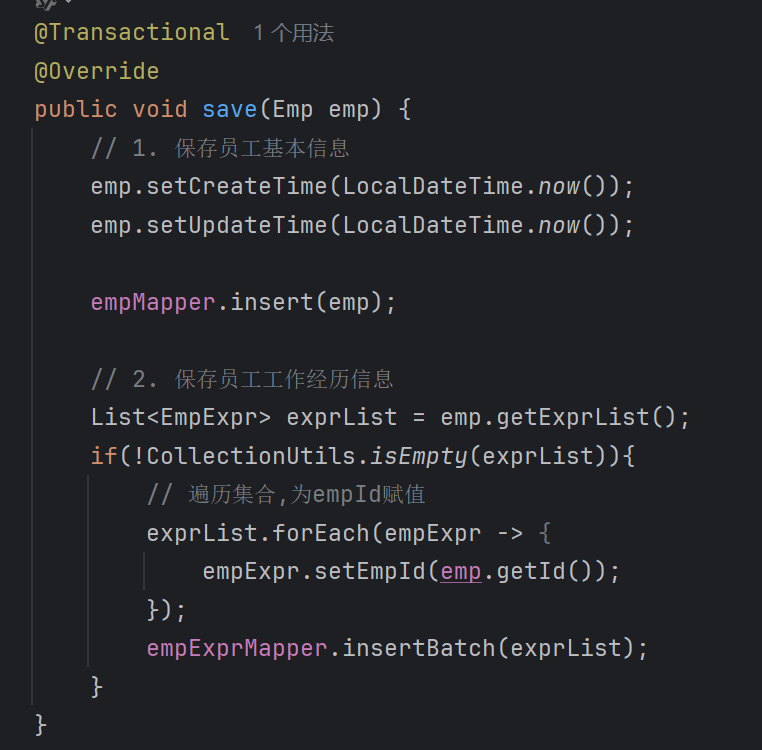 @Transactional 1 个用法
@Override
public void save(Emp emp) {
// 1. 保存员工基本信息
emp.setCreateTime(LocalDateTime.now());
emp.setUpdateTime(LocalDateTime.now());
empMapper.insert(emp);
// 2. 保存员工工作经历信息
List<EmpExpr> exprList = emp.getExprList();
if(!CollectionUtils.isEmpty(exprList)){
// 遍历集合,为empId赋值
exprList.forEach(empExpr -> {
empExpr.setEmpId(emp.getId());
});
empExprMapper.insertBatch(exprList);
}
}